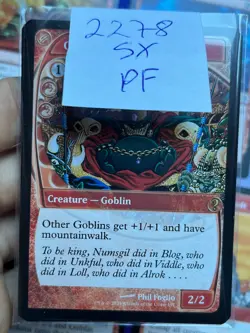 2278
SX
PF
Creature — Goblin
Other Goblins get +1/+1 and have
mountainwalk.
To be king, Numsgil did in Blog, who
did in Unkful, who did in Viddle, who
did in Loll, who did in Alrok . . . .
Phil Foglio
2/2